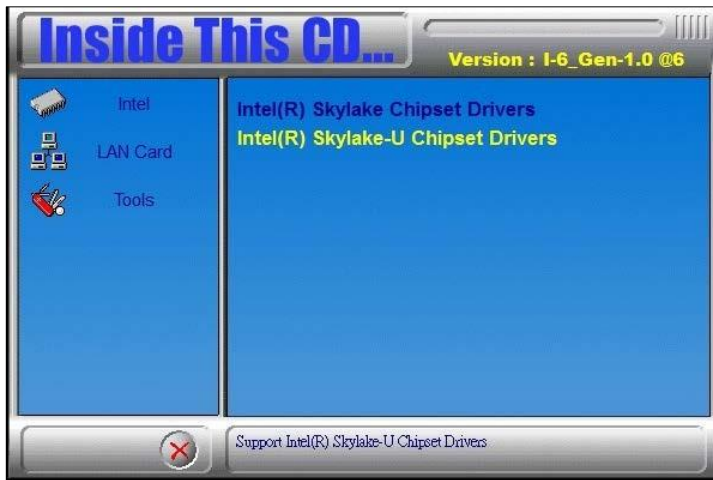 Inside This CD...
Version : I-6_Gen-1.0 @6
Intel
LAN Card
Tools
Intel(R) Skylake Chipset Drivers
Intel(R) Skylake-U Chipset Drivers
Support Intel(R) Skylake-U Chipset Drivers